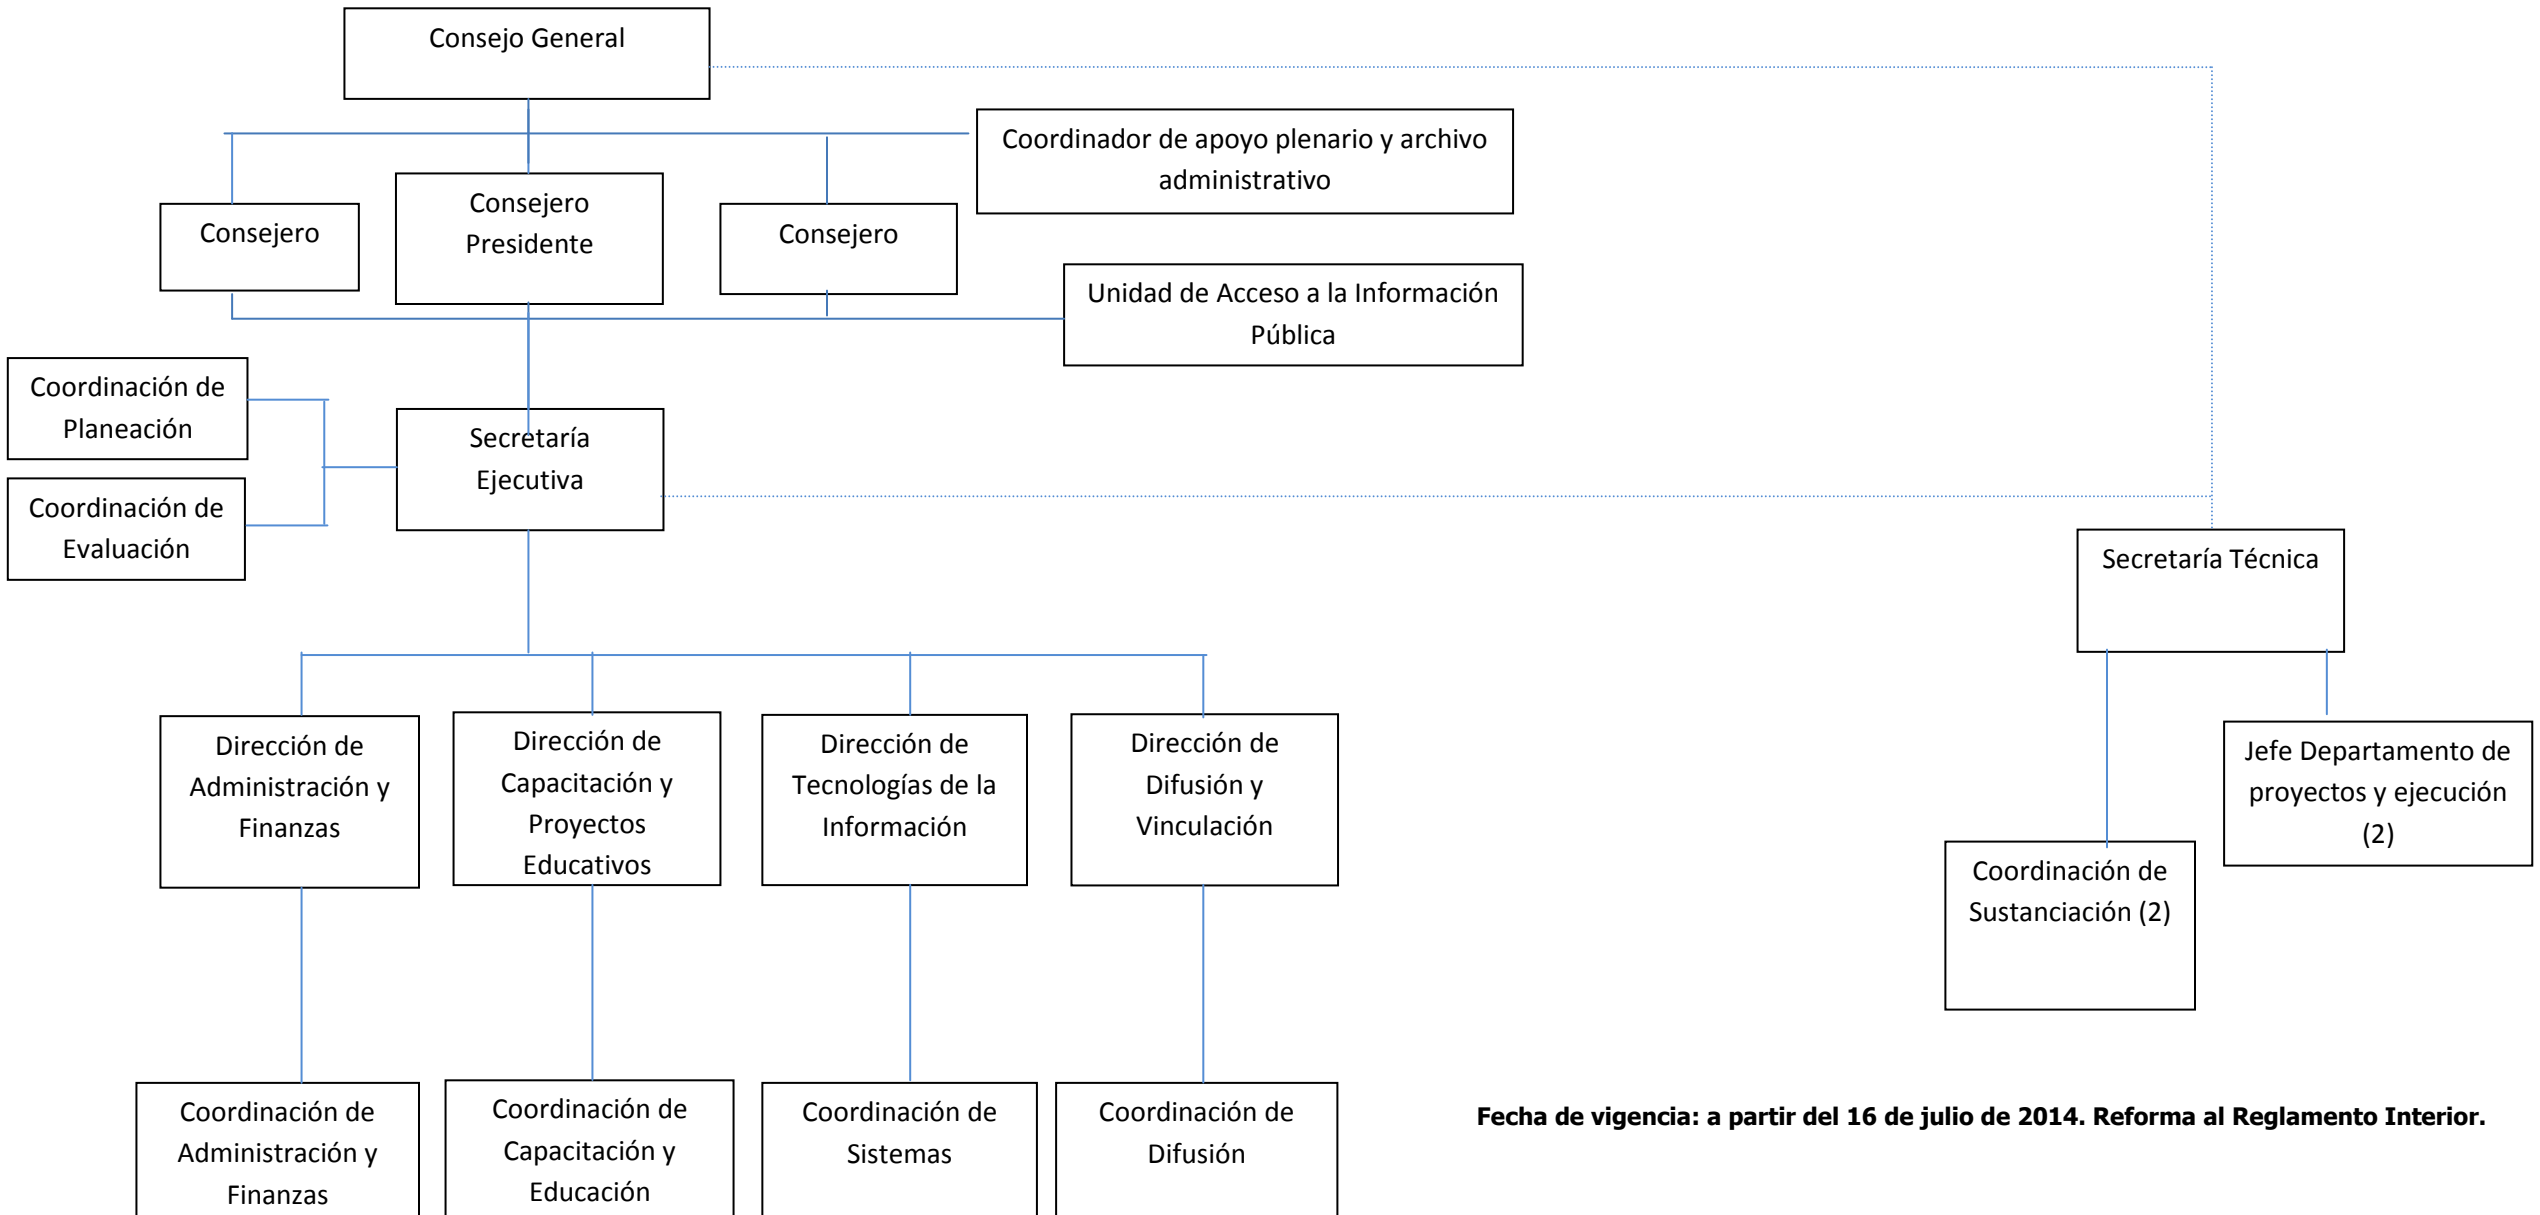 Consejo General
Coordinador de apoyo plenario y archivo
administrativo
Consejero
Consejero
Presidente
Consejero
Unidad de Acceso a la Información
Pública
Coordinación de
Planeación
Secretaría
Ejecutiva
Coordinación de
Evaluación
Secretaría Técnica
Dirección de
Administración y
Finanzas
Dirección de
Capacitación y
Proyectos
Educativos
Dirección de
Tecnologías de la
Información
Dirección de
Difusión y
Vinculación
Jefe Departamento de
proyectos y ejecución
(2)
Coordinación de
Sustanciación (2)
Coordinación de
Administración y
Finanzas
Coordinación de
Capacitación y
Educación
Coordinación de
Sistemas
Coordinación de
Difusión
Fecha de vigencia: a partir del 16 de julio de 2014. Reforma al Reglamento Interior.